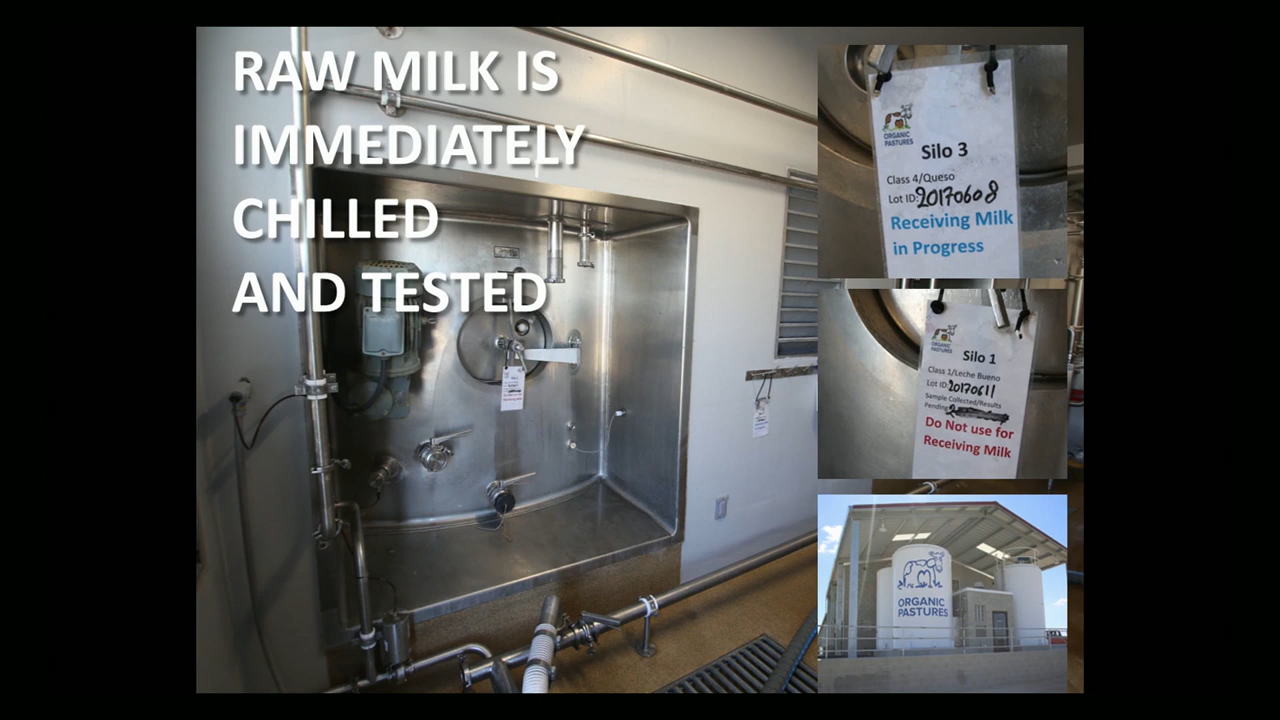 RAW MILK IS
IMMEDIATELY
CHILLED
AND TESTED
ORGANIC
PASTURES
Silo 3
Class 4/Queso
Lot ID: 20170608
Receiving Milk
in Progress
ORGANIC
PASTURES
Silo 1
Class 1/Leche Bueno
Lot ID: 20170611
Sample Collected/Results
Pending
Do Not use for
Receiving Milk
ORGANIC
PASTURES